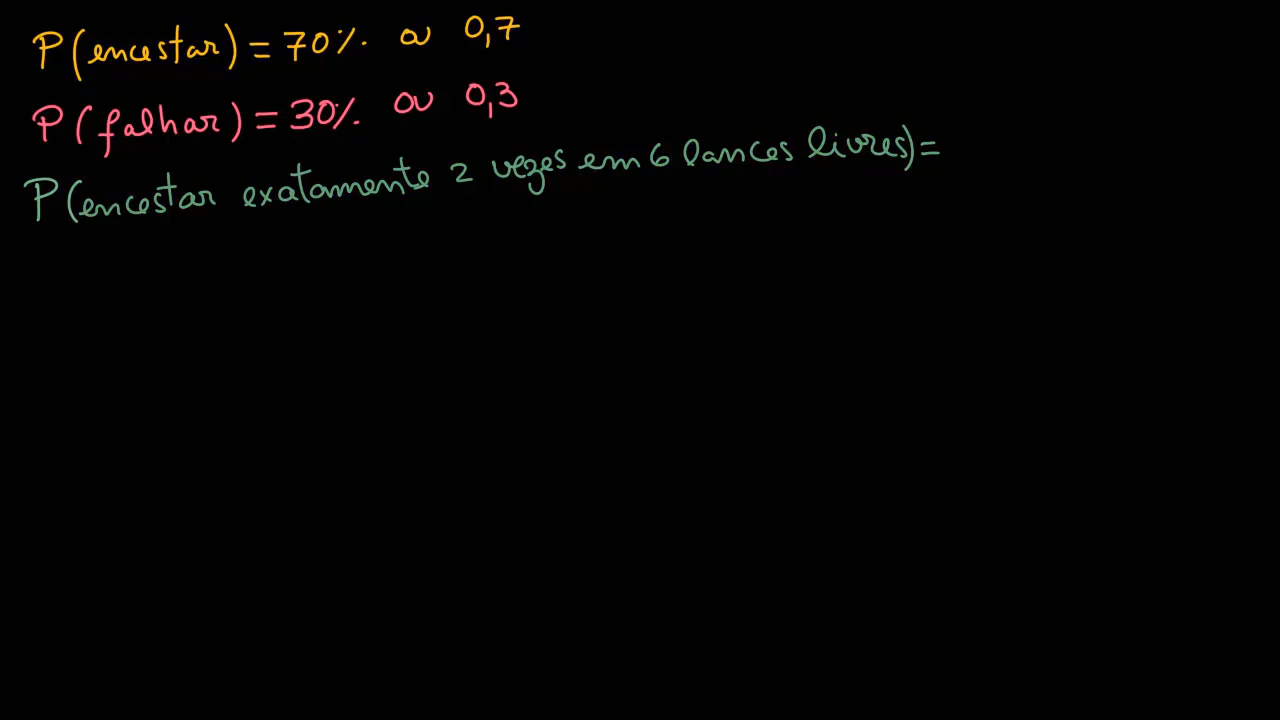 P(encestar) = 70% ou 0,7
P(falhar) = 30% ou 0,3
P(encestar exatamente 2 vezes em 6 lances livres) =